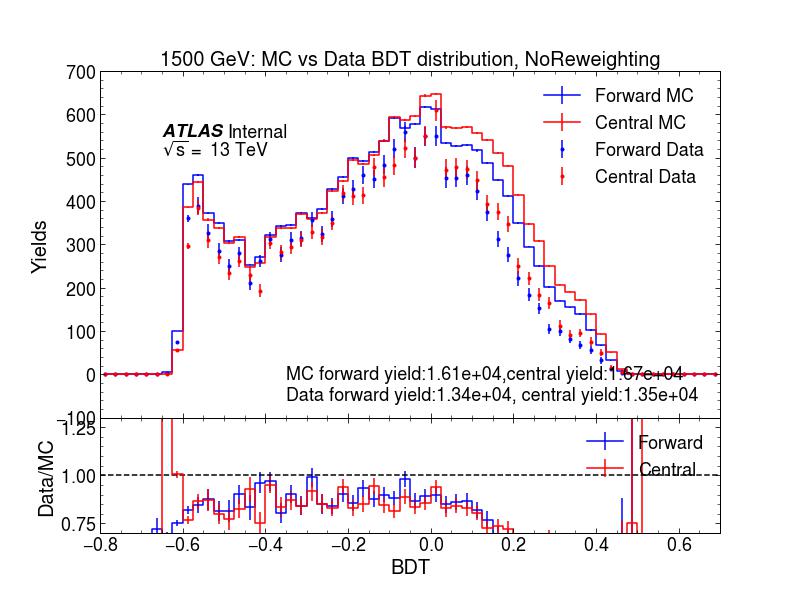 1500 GeV: MC vs Data BDT distribution, NoReweighting
700
600
500
400
300
200
100
0
−100
Yields
ATLAS Internal
√s = 13 TeV
Forward MC
Central MC
Forward Data
Central Data
MC forward yield:1.61e+04,central yield:1.67e+04
Data forward yield:1.34e+04, central yield:1.35e+04
1.25
1.00
0.75
Data/MC
Forward
Central
−0.8 −0.6 −0.4 −0.2 0.0 0.2 0.4 0.6
BDT